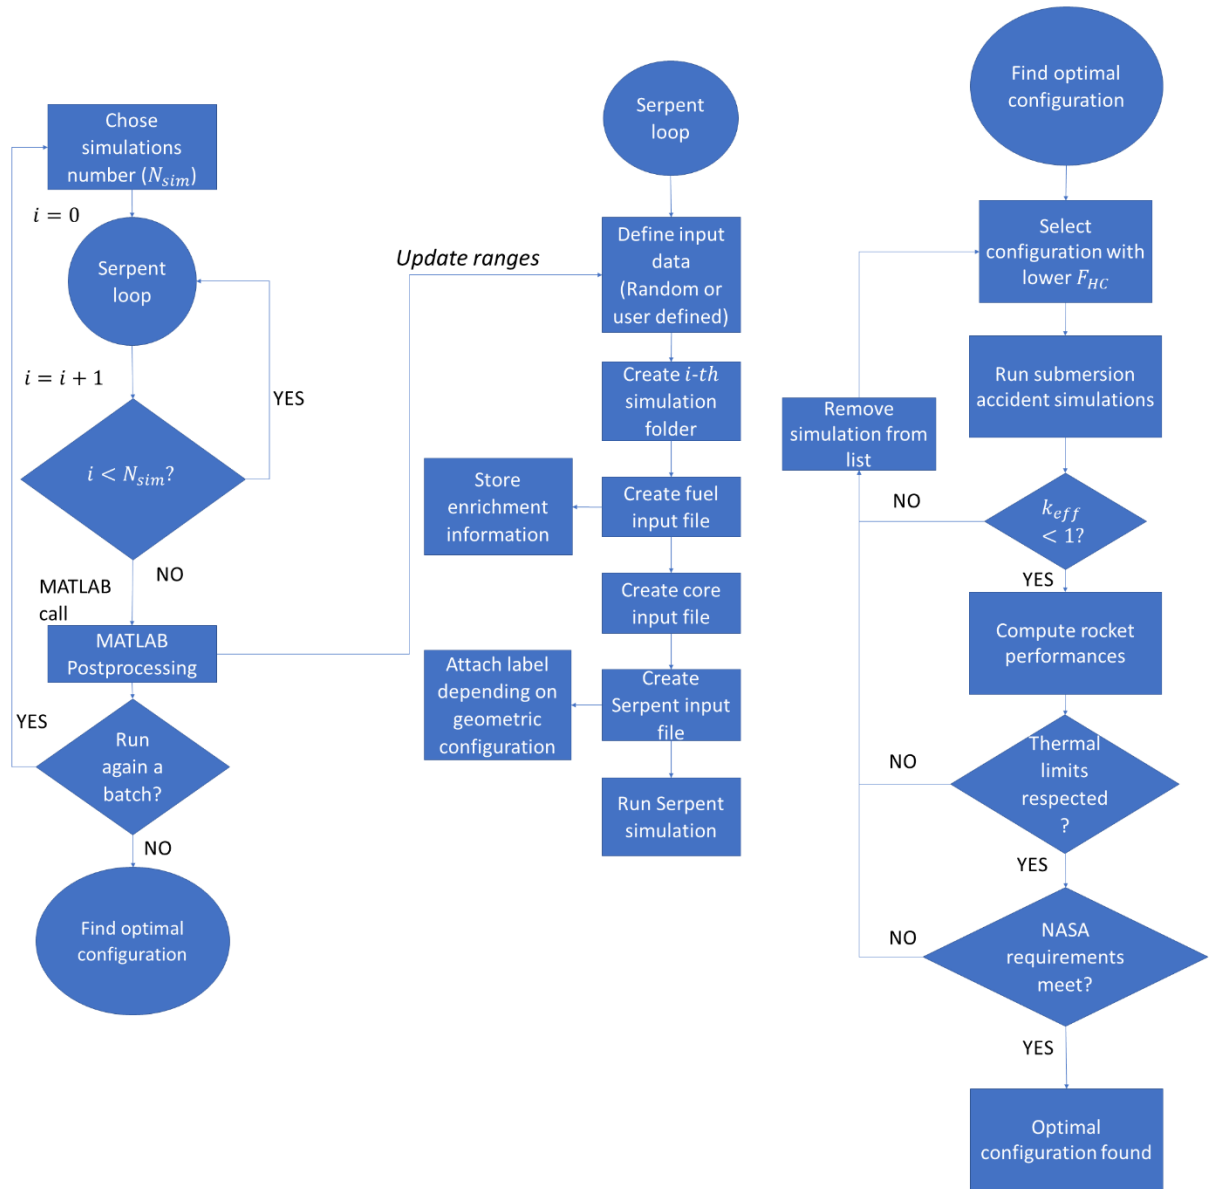 Chose
simulations
number (N_sim)
i = 0
Serpent
loop
i = i + 1
YES
i < N_sim?
NO
MATLAB
call
MATLAB
Postprocessing
YES
Run
again a
batch?
NO
Find optimal
configuration
Serpent
loop
Update ranges
Define input
data
(Random or
user defined)
Create i-th
simulation
folder
Store
enrichment
information
Create fuel
input file
Create core
input file
Attach label
depending on
geometric
configuration
Create
Serpent input
file
Run Serpent
simulation
Find optimal
configuration
Select
configuration with
lower F_HC
Run submersion
accident simulations
Remove
simulation from
list
NO
k_eff
< 1?
YES
Compute rocket
performances
Thermal
limits
respected
?
NO
YES
NASA
requirements
meet?
NO
YES
Optimal
configuration found